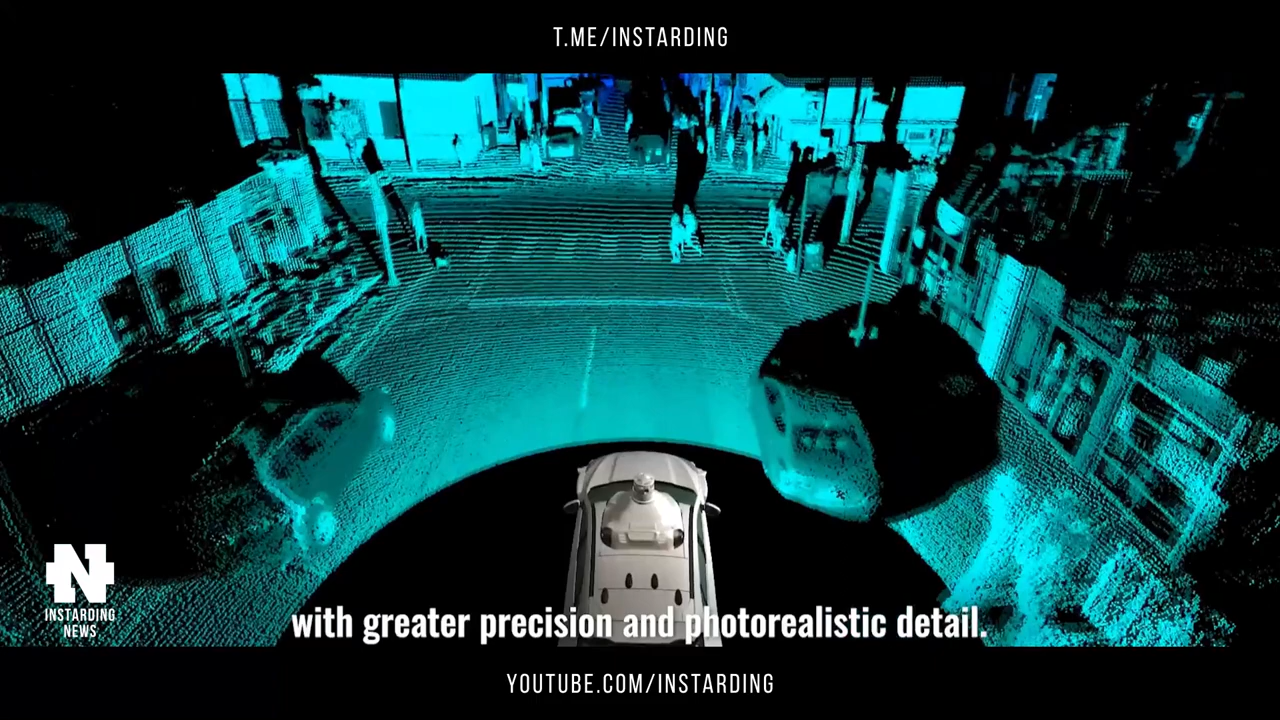 T.ME/INSTARDING
INSTARDING
NEWS
with greater precision and photorealistic detail.
YOUTUBE.COM/INSTARDING